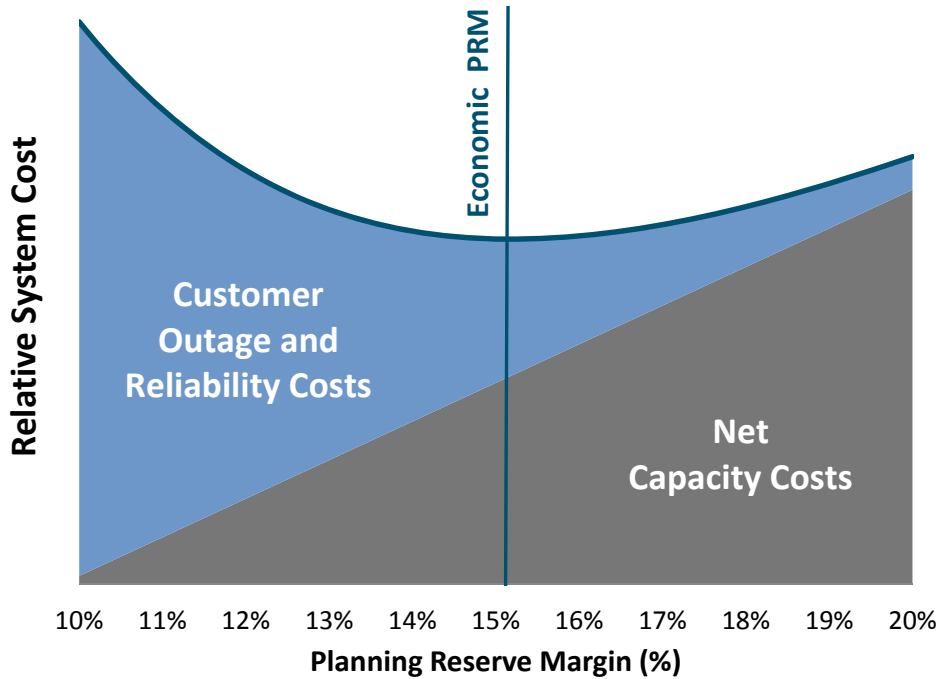 Relative System Cost
Economic PRM
Customer
Outage and
Reliability Costs
Net
Capacity Costs
10% 11% 12% 13% 14% 15% 16% 17% 18% 19% 20%
Planning Reserve Margin (%)